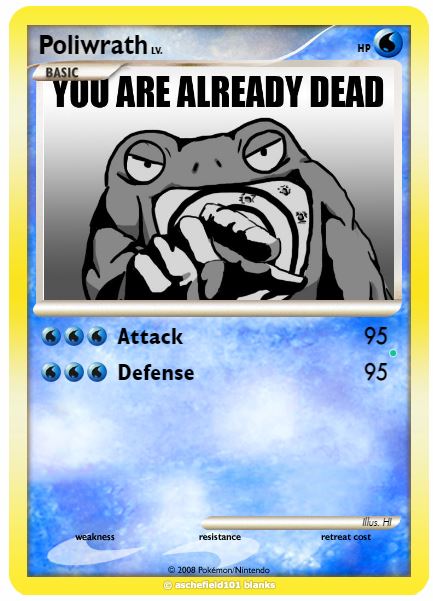 Poliwrath LV. HP
BASIC
YOU ARE ALREADY DEAD
Attack 95
Defense 95
Illus. HI
weakness resistance retreat cost
© 2008 Pokémon/Nintendo
© aschefield101 blanks